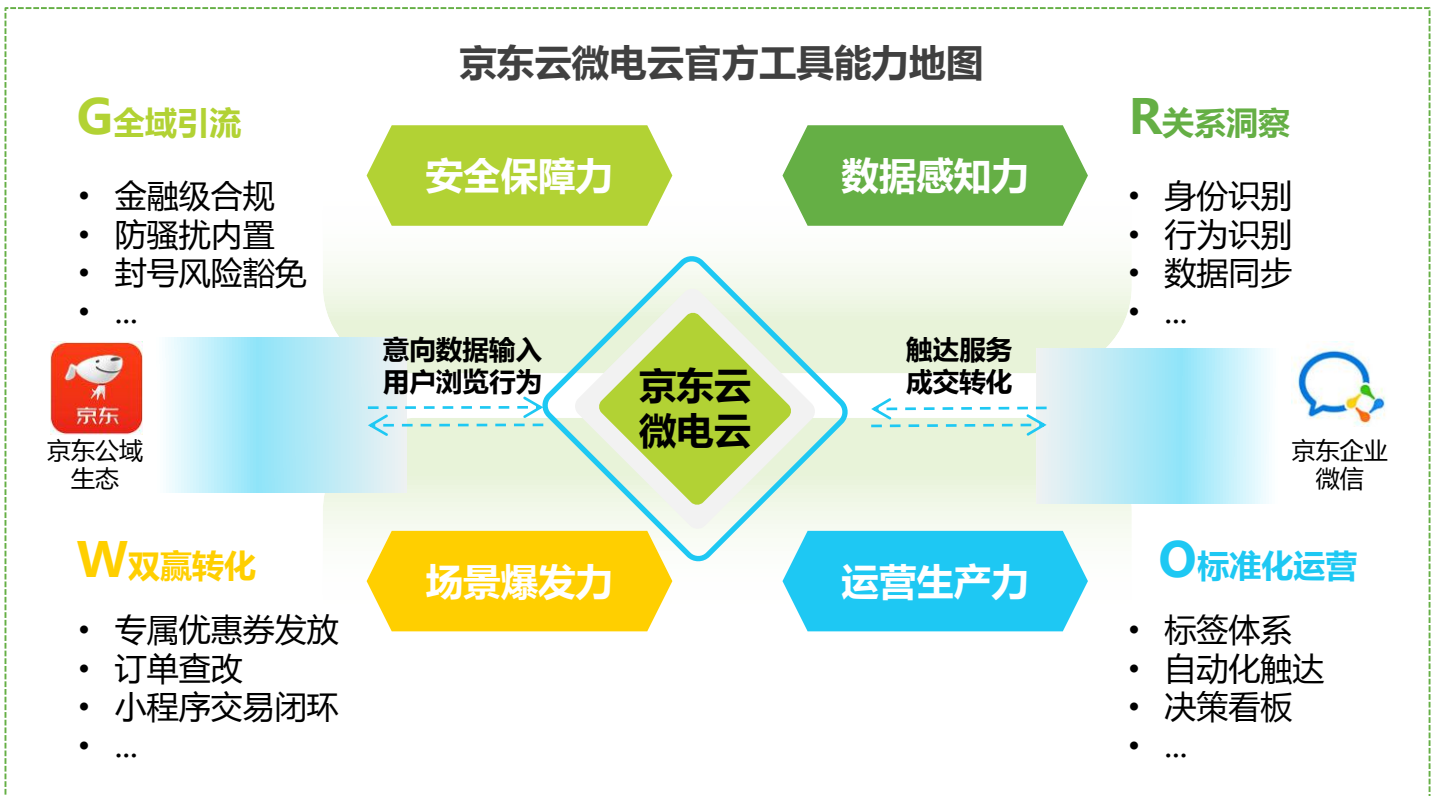 京东云微电云官方工具能力地图
G全域引流
• 金融级合规
• 防骚扰内置
• 封号风险豁免
• ...
安全保障力
数据感知力
R关系洞察
• 身份识别
• 行为识别
• 数据同步
• ...
京东
京东公域
生态
意向数据输入
用户浏览行为
京东云
微电云
触达服务
成交转化
京东企业
微信
W双赢转化
• 专属优惠券发放
• 订单查改
• 小程序交易闭环
• ...
场景爆发力
运营生产力
O标准化运营
• 标签体系
• 自动化触达
• 决策看板
• ...